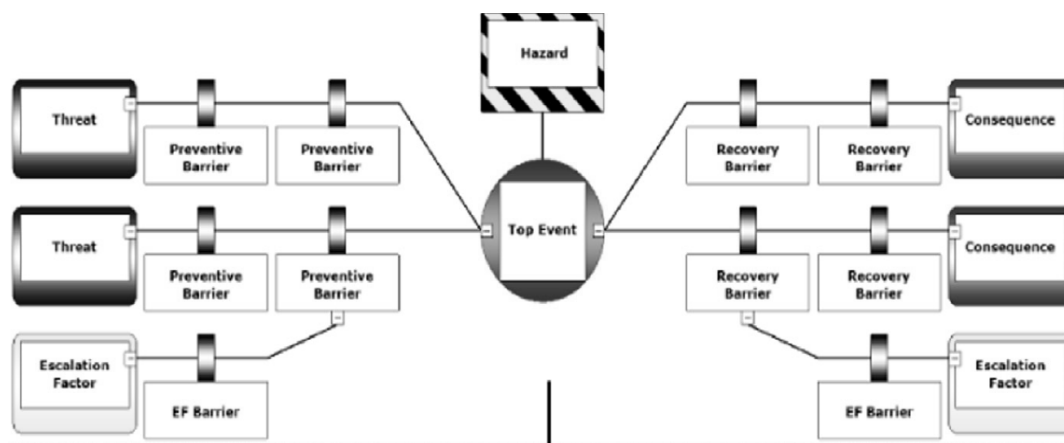 Hazard
Threat
Preventive
Barrier
Preventive
Barrier
Recovery
Barrier
Recovery
Barrier
Consequence
Top Event
Threat
Preventive
Barrier
Preventive
Barrier
Recovery
Barrier
Recovery
Barrier
Consequence
Escalation
Factor
EF Barrier
EF Barrier
Escalation
Factor